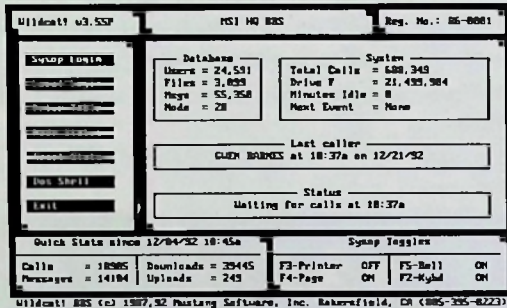 Wildcat! v3.55P
MSI HQ BBS
Reg. No.: 86-0001
Sysop Login
Dos Shell
Exit
Database
Users = 24,591
Files = 3,099
Msgs = 55,358
Node = 28
System
Total Calls = 688,349
Drive F = 21,499,904
Minutes Idle = 0
Next Event = None
Last caller
GWEN BARNES at 10:37a on 12/21/92
Status
Waiting for calls at 10:37a
Quick Stats since 12/04/92 10:45a
Calls = 18905
Downloads = 39445
Messages = 14104
Uploads = 249
Sysop Toggles
F3-Printer OFF
F5-Bell ON
F4-Page ON
F2-Kybd ON
Wildcat! BBS (c) 1987,92 Mustang Software, Inc. Bakersfield, CA (805-395-0223)